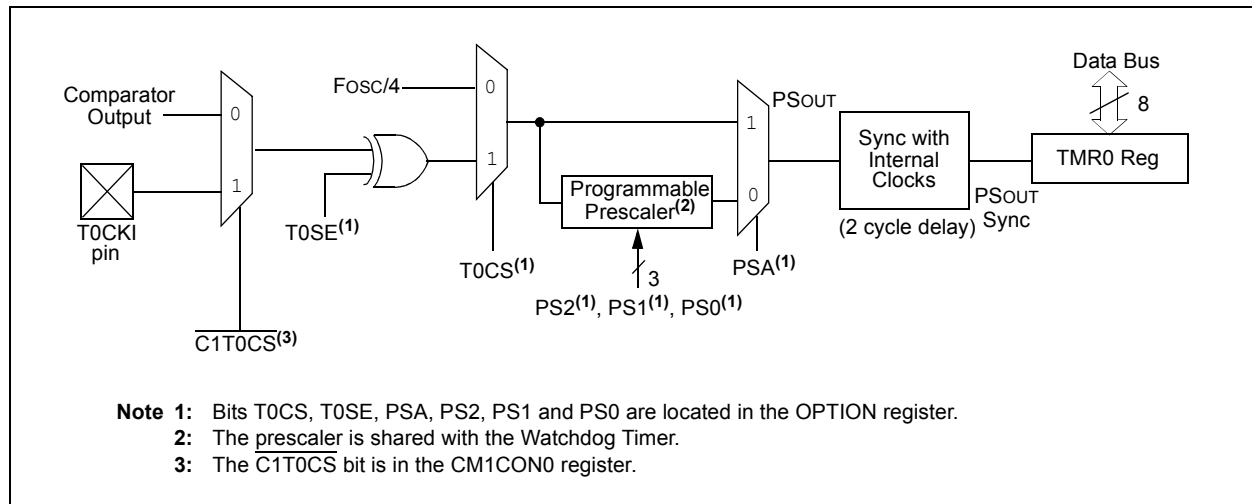 Comparator
Output
0
1
T0CKI
pin
C1T0CS(3)
T0SE(1)
FOSC/4
0
1
T0CS(1)
Programmable
Prescaler(2)
3
PS2(1), PS1(1), PS0(1)
1
0
PSOUT
PSA(1)
Sync with
Internal
Clocks
(2 cycle delay)
PSOUT
Sync
Data Bus
8
TMR0 Reg
Note 1: Bits T0CS, T0SE, PSA, PS2, PS1 and PS0 are located in the OPTION register.
2: The prescaler is shared with the Watchdog Timer.
3: The C1T0CS bit is in the CM1CON0 register.